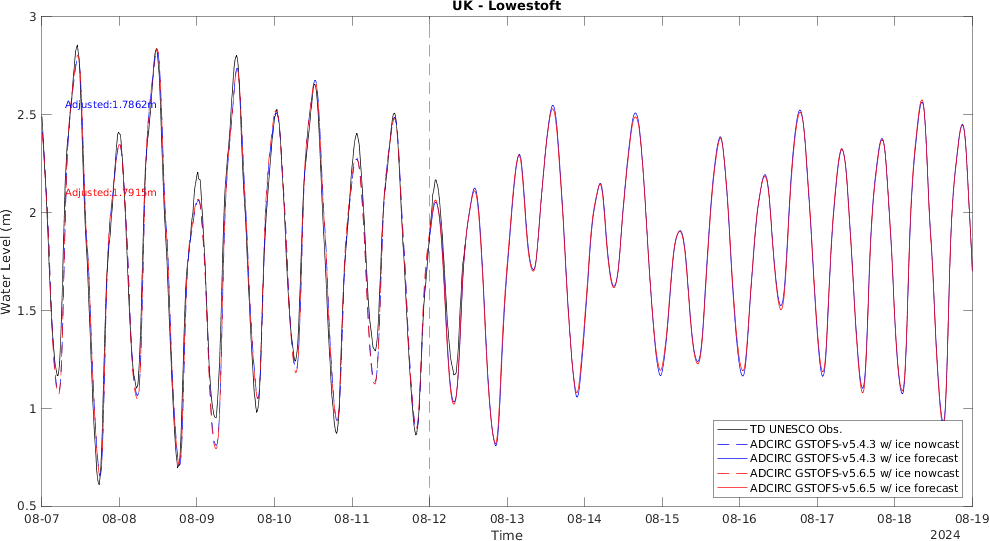 UK - Lowestoft
3
2.5
2
1.5
1
0.5
Water Level (m)
Adjusted:1.7862m
Adjusted:1.7915m
TD UNESCO Obs.
ADCIRC GSTOFS-v5.4.3 w/ ice nowcast
ADCIRC GSTOFS-v5.4.3 w/ ice forecast
ADCIRC GSTOFS-v5.6.5 w/ ice nowcast
ADCIRC GSTOFS-v5.6.5 w/ ice forecast
08-07 08-08 08-09 08-10 08-11 08-12 08-13 08-14 08-15 08-16 08-17 08-18 08-19
Time
2024